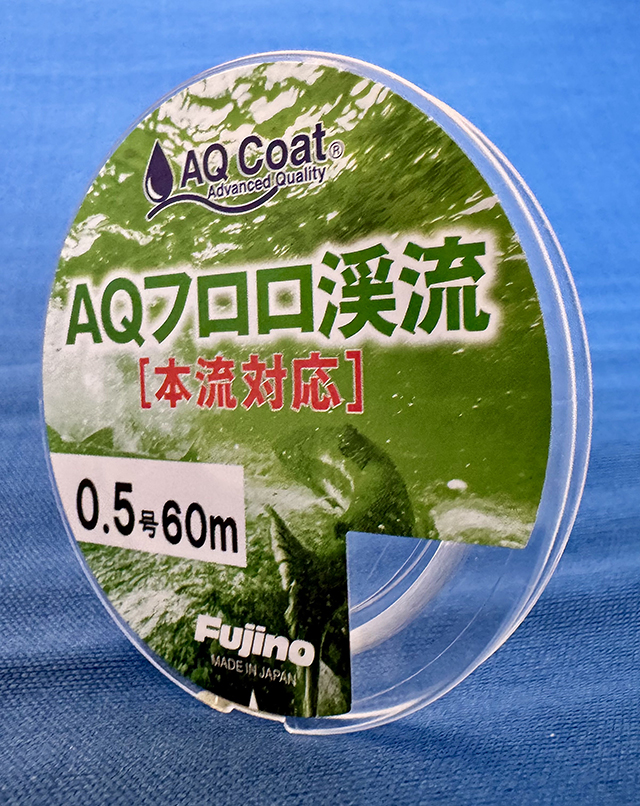 AQ Coat®
Advanced Quality
AQフロロ渓流
[本流対応]
0.5号60m
Fujino
MADE IN JAPAN